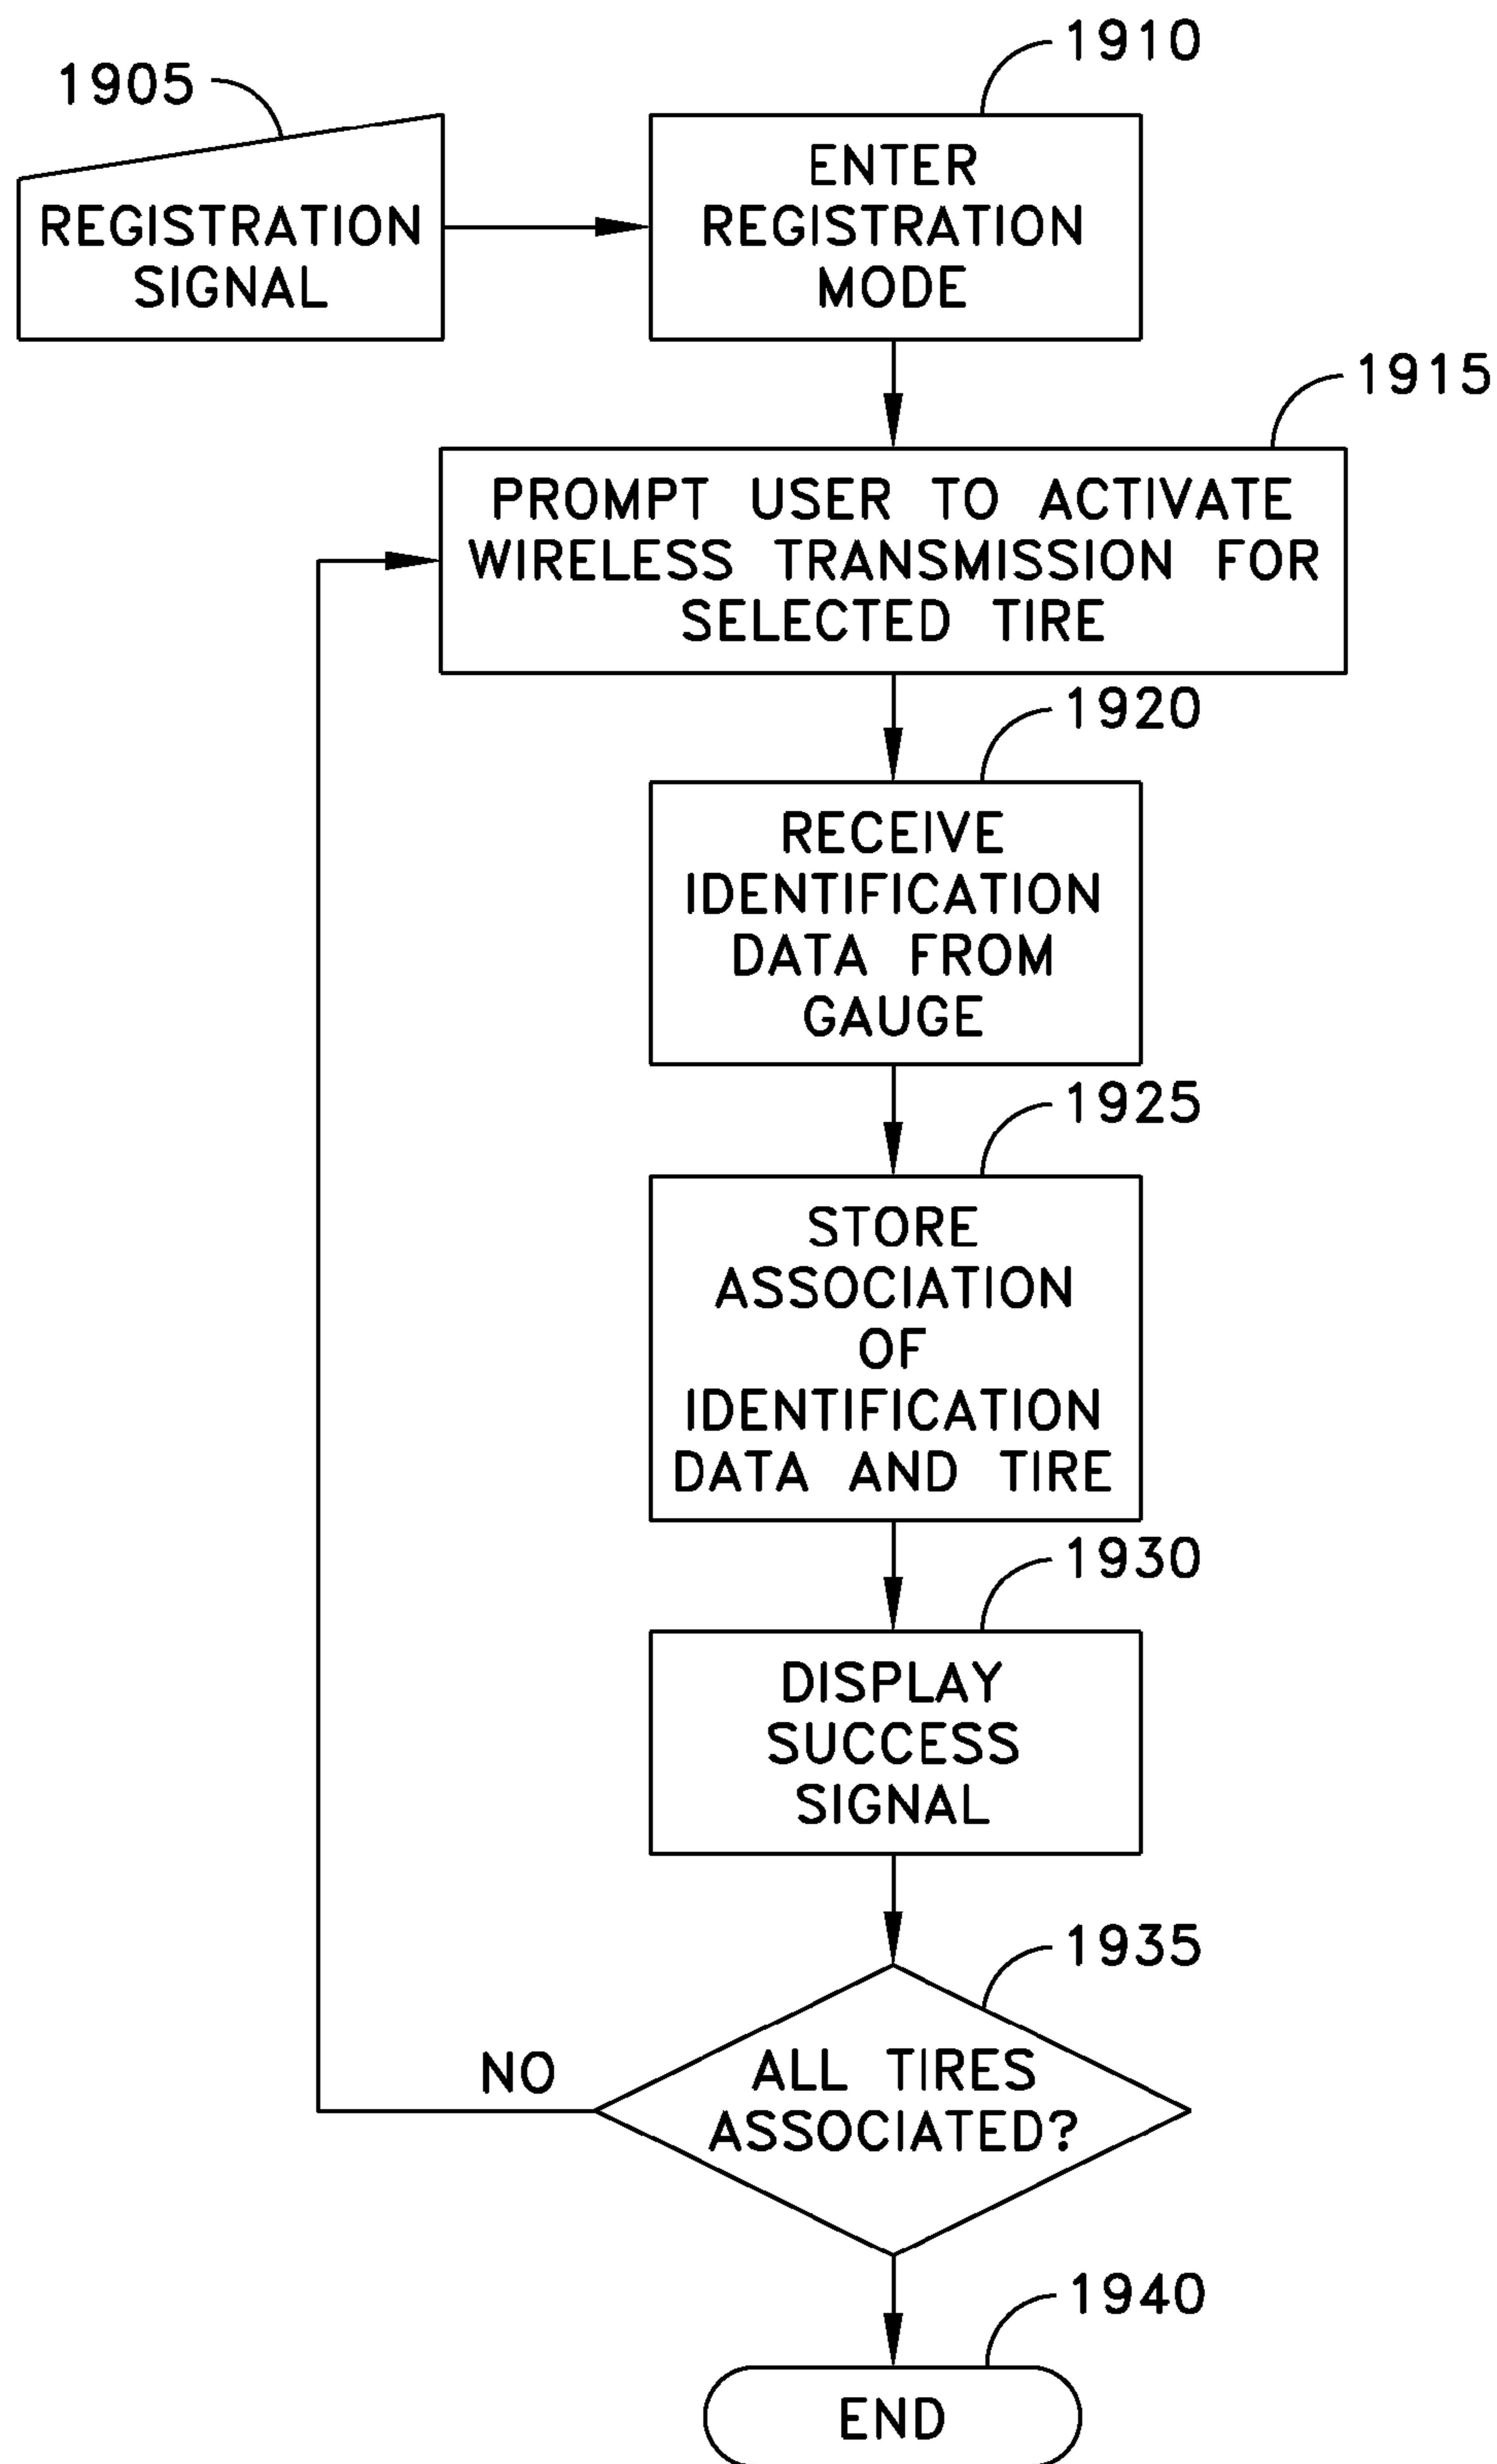 1905
REGISTRATION
SIGNAL
1910
ENTER
REGISTRATION
MODE
1915
PROMPT USER TO ACTIVATE
WIRELESS TRANSMISSION FOR
SELECTED TIRE
1920
RECEIVE
IDENTIFICATION
DATA FROM
GAUGE
1925
STORE
ASSOCIATION
OF
IDENTIFICATION
DATA AND TIRE
1930
DISPLAY
SUCCESS
SIGNAL
1935
ALL TIRES
ASSOCIATED?
NO
1940
END